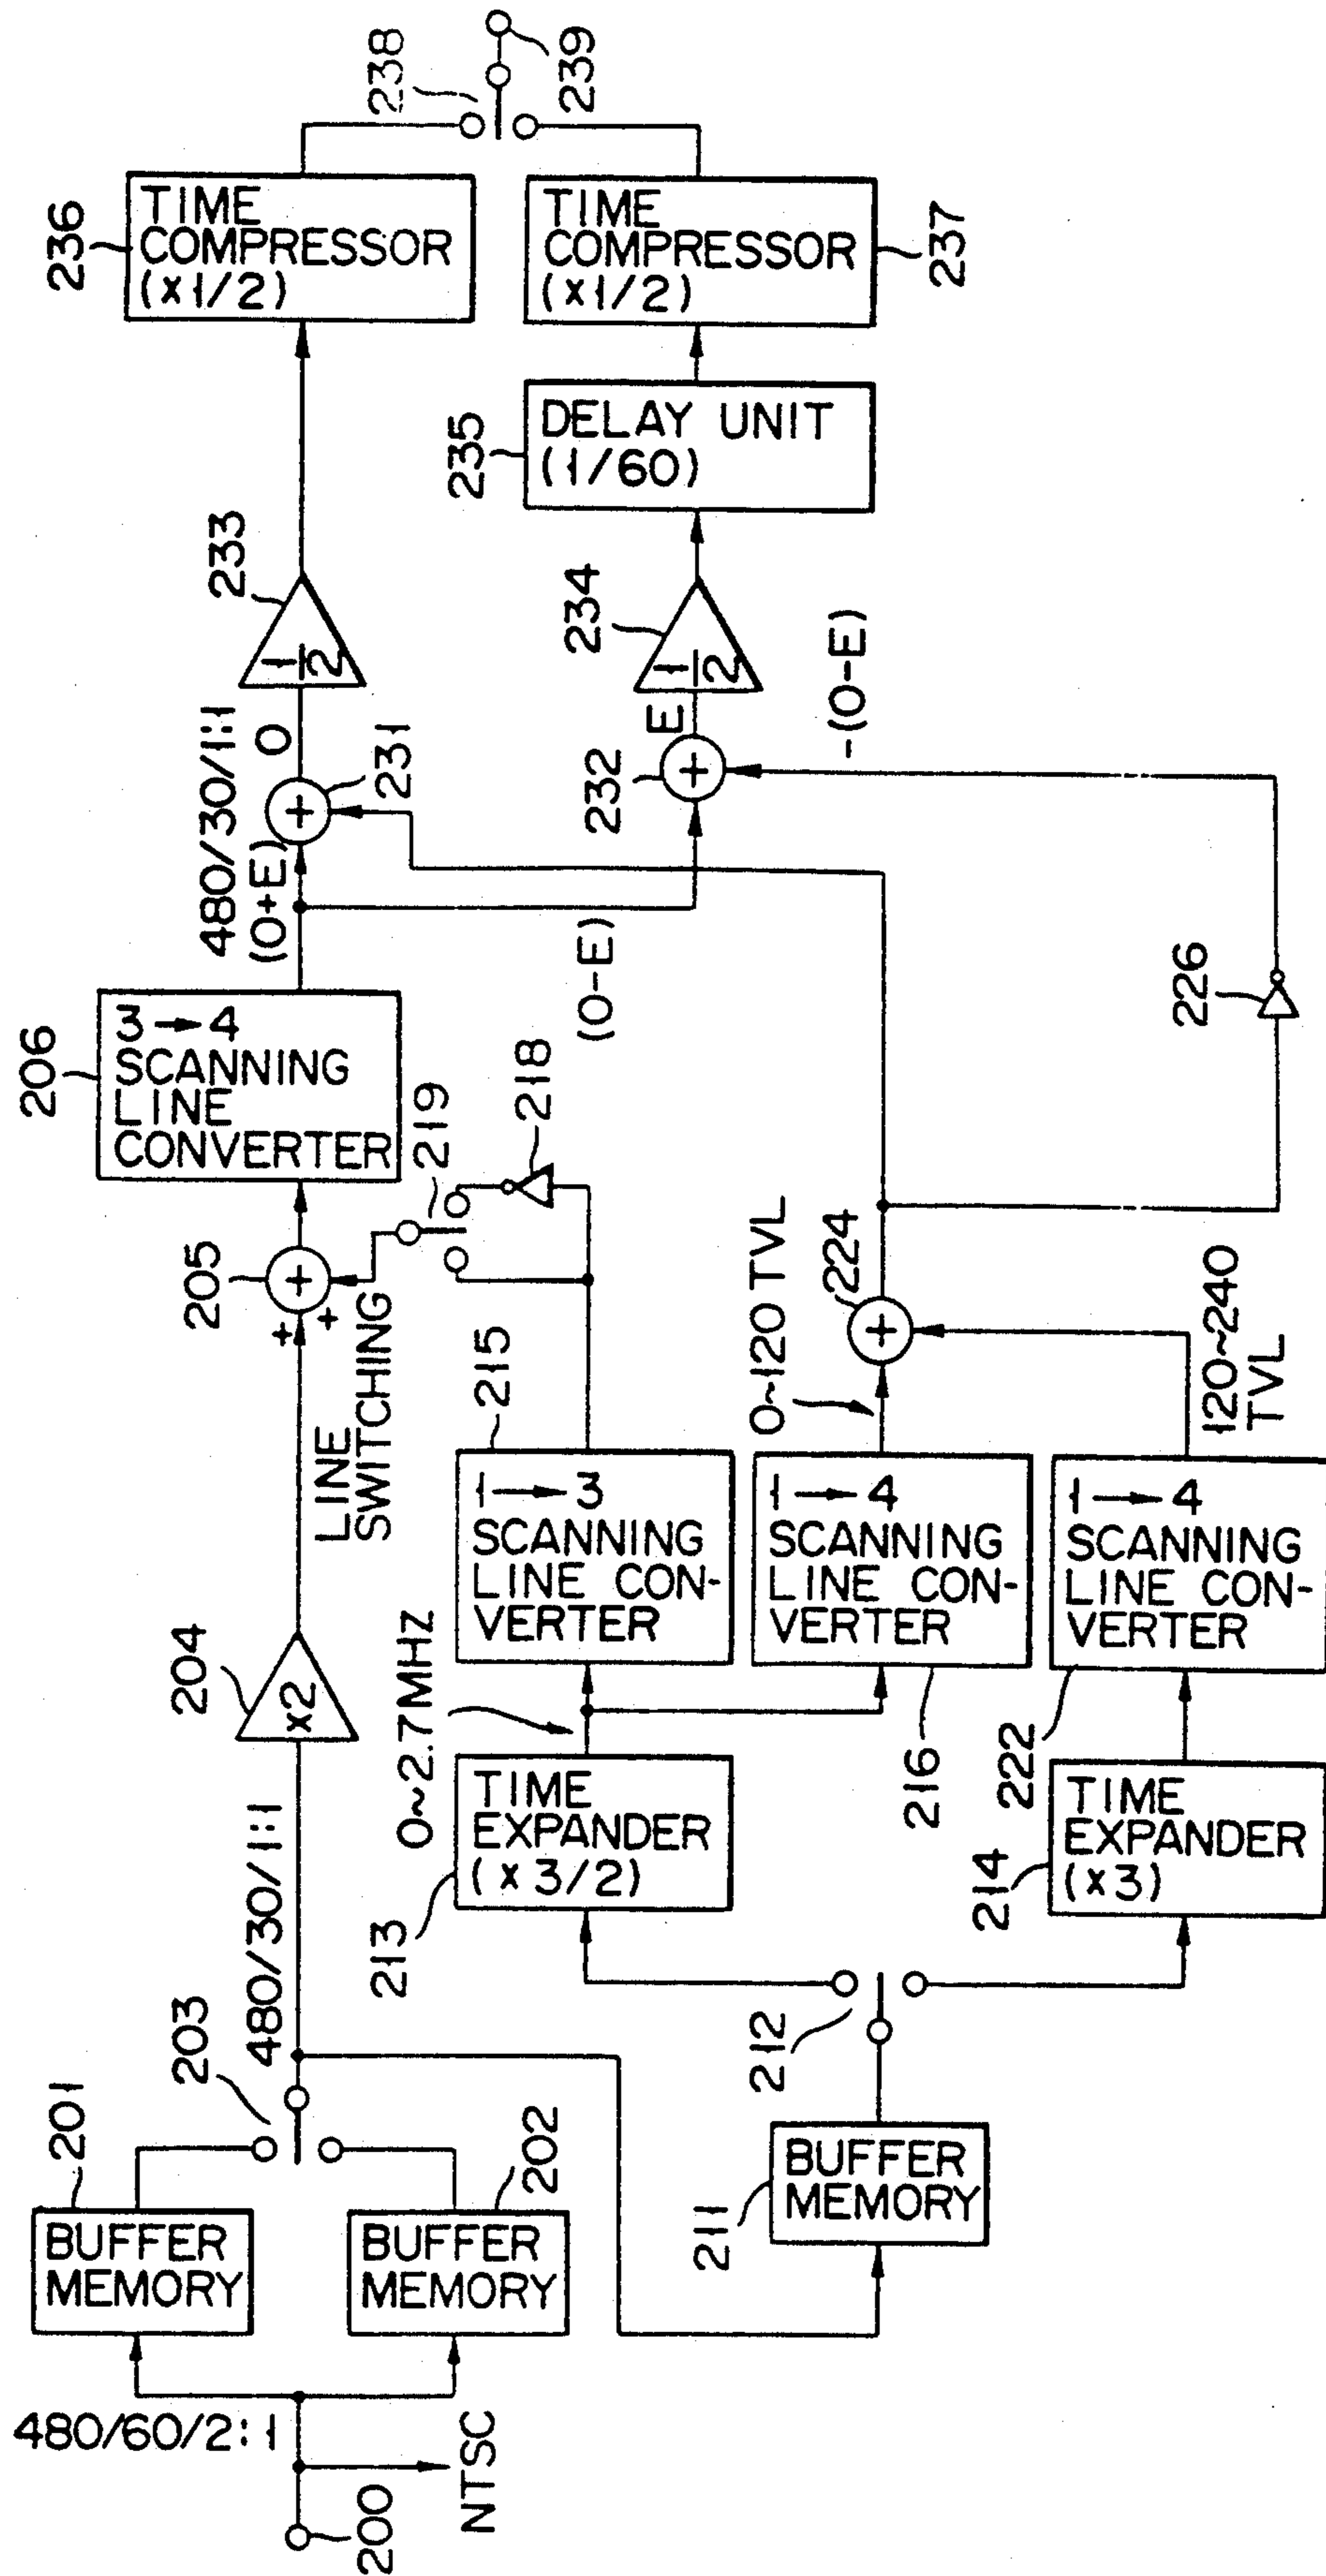 200
480/60/2:1
NTSC
201
BUFFER
MEMORY
202
BUFFER
MEMORY
203
480/30/1:1
204
×2
LINE
SWITCHING
205
+
+
+
206
3→4
SCANNING
LINE
CONVERTER
480/30/1:1
(O+E)
O
+
231
233
1/2
236
TIME
COMPRESSOR
(×1/2)
238
239
211
BUFFER
MEMORY
212
213
TIME
EXPANDER
(×3/2)
0~2.7MHZ
215
1→3
SCANNING
LINE CON-
VERTER
219
218
(O-E)
232
+
E
234
1/2
235
DELAY UNIT
(1/60)
TIME
COMPRESSOR
(×1/2)
237
216
1→4
SCANNING
LINE CON-
VERTER
0~120 TVL
224
+
214
TIME
EXPANDER
(×3)
222
1→4
SCANNING
LINE CON-
VERTER
120~240
TVL
226
-(O-E)